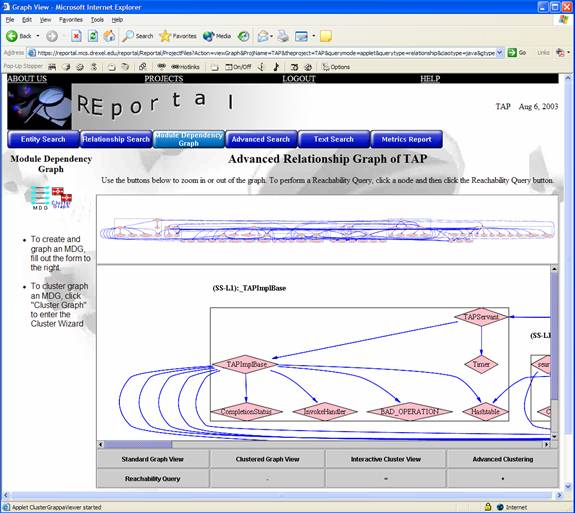 Graph View - Microsoft Internet Explorer
File Edit View Favorites Tools Help
Back Search Favorites Media
Address https://reportal.mcs.drexel.edu/reportal/Reportal/ProjectFiles?Action=viewGraph&ProjName=TAP&theproject=TAP&querymode=applet&querytype=relationship&ciaotype=java&gtype Go Links
Pop-Up Stopper Hotlinks On/Off Options
ABOUT US PROJECTS LOGOUT HELP
REportal
TAP Aug 6, 2003
Entity Search Relationship Search Module Dependency Graph Advanced Search Text Search Metrics Report
Module Dependency
Graph
Advanced Relationship Graph of TAP
Use the buttons below to zoom in or out of the graph. To perform a Reachability Query, click a node and then click the Reachability Query button.
MDG Cluster Graph
To create and
graph an MDG,
fill out the form to
the right.
To cluster graph
an MDG, click
"Cluster Graph"
to enter the
Cluster Wizard
(SS-L1):_TAPImplBase
TAPServant
(SS-L
_TAPImplBase
Timer
CompletionStatus InvokeHandler BAD_OPERATION Hashtable
Standard Graph View Clustered Graph View Interactive Cluster View Advanced Clustering
Reachability Query - = +
Applet ClusterGrappaViewer started Internet